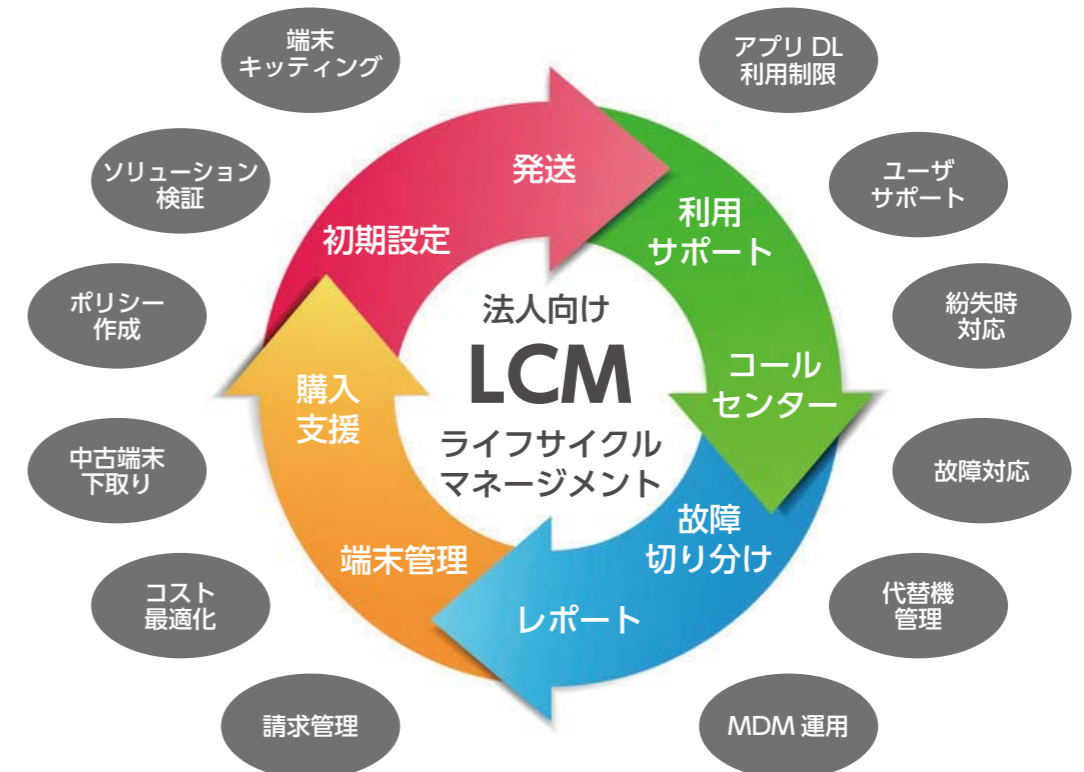 端末
キッティング
アプリ DL
利用制限
ソリューション
検証
ユーザ
サポート
ポリシー
作成
紛失時
対応
中古端末
下取り
故障対応
コスト
最適化
代替機
管理
請求管理
MDM 運用
発送
初期設定
利用
サポート
コール
センター
故障
切り分け
レポート
端末管理
購入
支援
法人向け
LCM
ライフサイクル
マネージメント